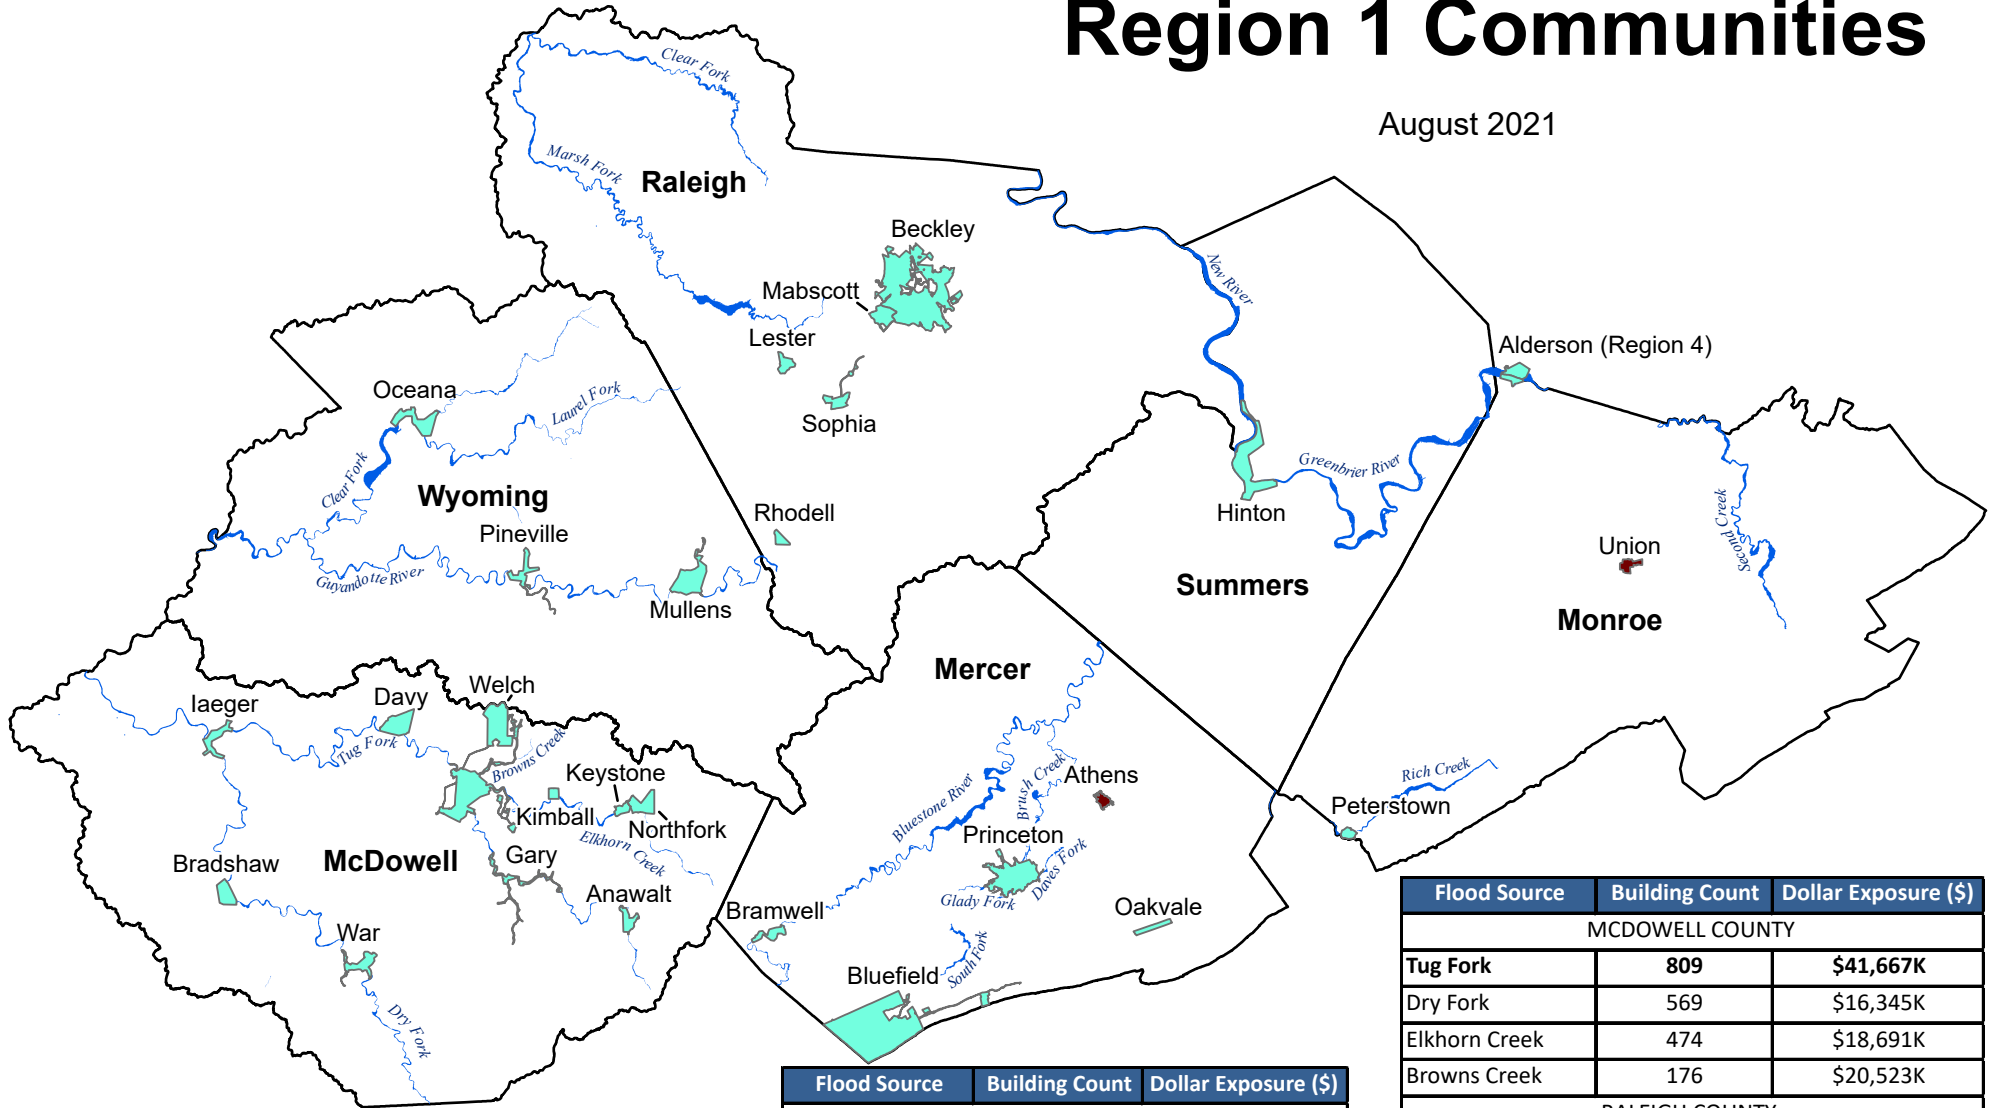 Region 1 Communities
August 2021
Clear Fork
Marsh Fork
Raleigh
Beckley
Mabscott
Lester
Sophia
New River
Alderson (Region 4)
Oceana
Laurel Fork
Clear Fork
Wyoming
Pineville
Guyandotte River
Mullens
Rhodell
Hinton
Greenbrier River
Summers
Second Creek
Union
Monroe
Mercer
Iaeger
Davy
Welch
Tug Fork
Browns Creek
Keystone
Kimball
Northfork
Elkhorn Creek
Bradshaw
McDowell
Gary
Anawalt
War
Dry Fork
Bluestone River
Brush Creek
Athens
Princeton
Glady Fork
Daves Fork
Bramwell
Oakvale
South Fork
Bluefield
Rich Creek
Peterstown
Flood Source Building Count Dollar Exposure ($)
MCDOWELL COUNTY
Tug Fork 809 $41,667K
Dry Fork 569 $16,345K
Elkhorn Creek 474 $18,691K
Browns Creek 176 $20,523K
RALEIGH COUNTY
Flood Source Building Count Dollar Exposure ($)